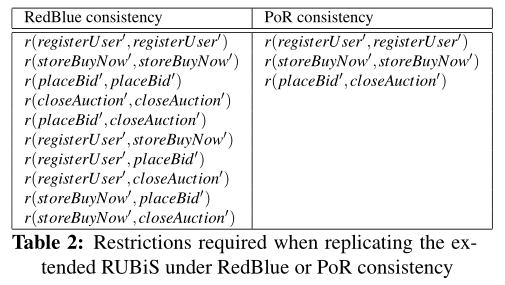 RedBlue consistency PoR consistency
r(registerUser′,registerUser′) r(registerUser′,registerUser′)
r(storeBuyNow′,storeBuyNow′) r(storeBuyNow′,storeBuyNow′)
r(placeBid′,placeBid′) r(placeBid′,closeAuction′)
r(closeAuction′,closeAuction′)
r(placeBid′,closeAuction′)
r(registerUser′,storeBuyNow′)
r(registerUser′,placeBid′)
r(registerUser′,closeAuction′)
r(storeBuyNow′,placeBid′)
r(storeBuyNow′,closeAuction′)
Table 2: Restrictions required when replicating the ex-
tended RUBiS under RedBlue or PoR consistency